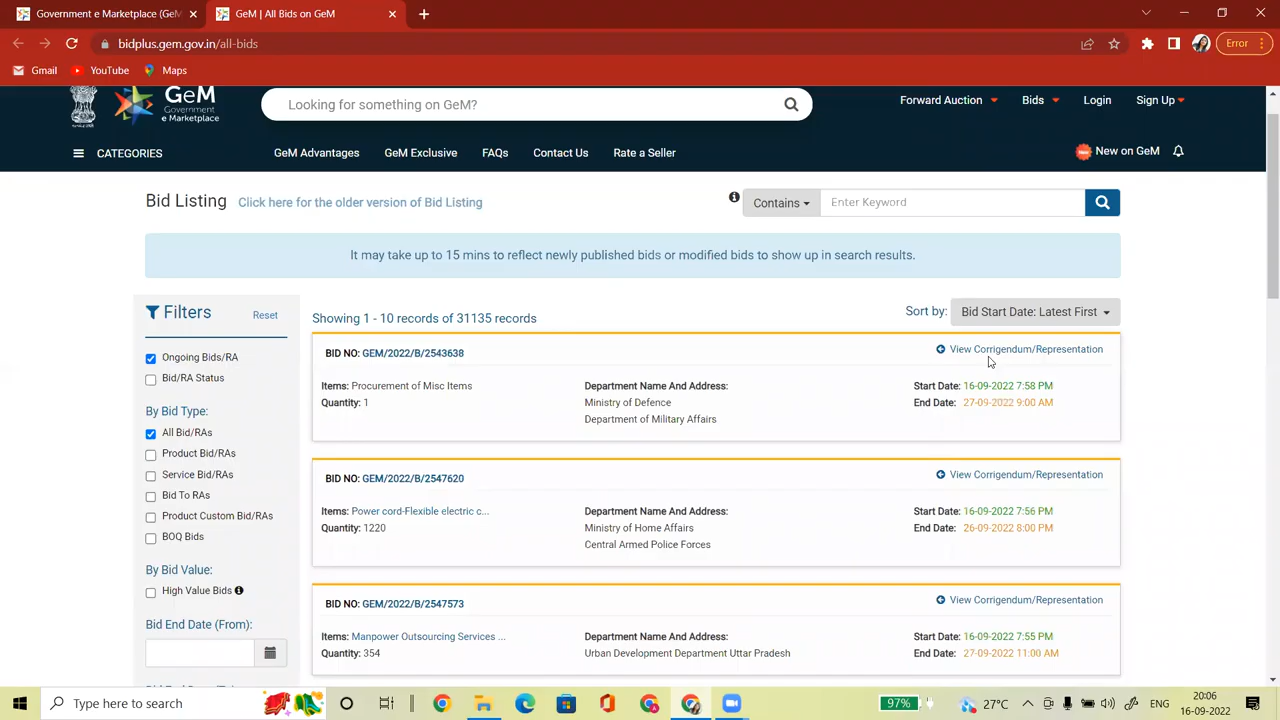 Government e Marketplace (GeM
GeM | All Bids on GeM
bidplus.gem.gov.in/all-bids
Error
Gmail
YouTube
Maps
GeM
Government
e Marketplace
Looking for something on GeM?
Forward Auction
Bids
Login
Sign Up
CATEGORIES
GeM Advantages
GeM Exclusive
FAQs
Contact Us
Rate a Seller
New on GeM
Bid Listing
Click here for the older version of Bid Listing
Contains
Enter Keyword
It may take up to 15 mins to reflect newly published bids or modified bids to show up in search results.
Filters
Reset
Ongoing Bids/RA
Bid/RA Status
By Bid Type:
All Bid/RAs
Product Bid/RAs
Service Bid/RAs
Bid To RAs
Product Custom Bid/RAs
BOQ Bids
By Bid Value:
High Value Bids
Bid End Date (From):
Showing 1 - 10 records of 31135 records
Sort by:
Bid Start Date: Latest First
BID NO: GEM/2022/B/2543638
View Corrigendum/Representation
Items: Procurement of Misc Items
Quantity: 1
Department Name And Address:
Ministry of Defence
Department of Military Affairs
Start Date: 16-09-2022 7:58 PM
End Date: 27-09-2022 9:00 AM
BID NO: GEM/2022/B/2547620
View Corrigendum/Representation
Items: Power cord-Flexible electric c...
Quantity: 1220
Department Name And Address:
Ministry of Home Affairs
Central Armed Police Forces
Start Date: 16-09-2022 7:56 PM
End Date: 26-09-2022 8:00 PM
BID NO: GEM/2022/B/2547573
View Corrigendum/Representation
Items: Manpower Outsourcing Services ...
Quantity: 354
Department Name And Address:
Urban Development Department Uttar Pradesh
Start Date: 16-09-2022 7:55 PM
End Date: 27-09-2022 11:00 AM
Type here to search
97%
27°C
ENG
20:06
16-09-2022